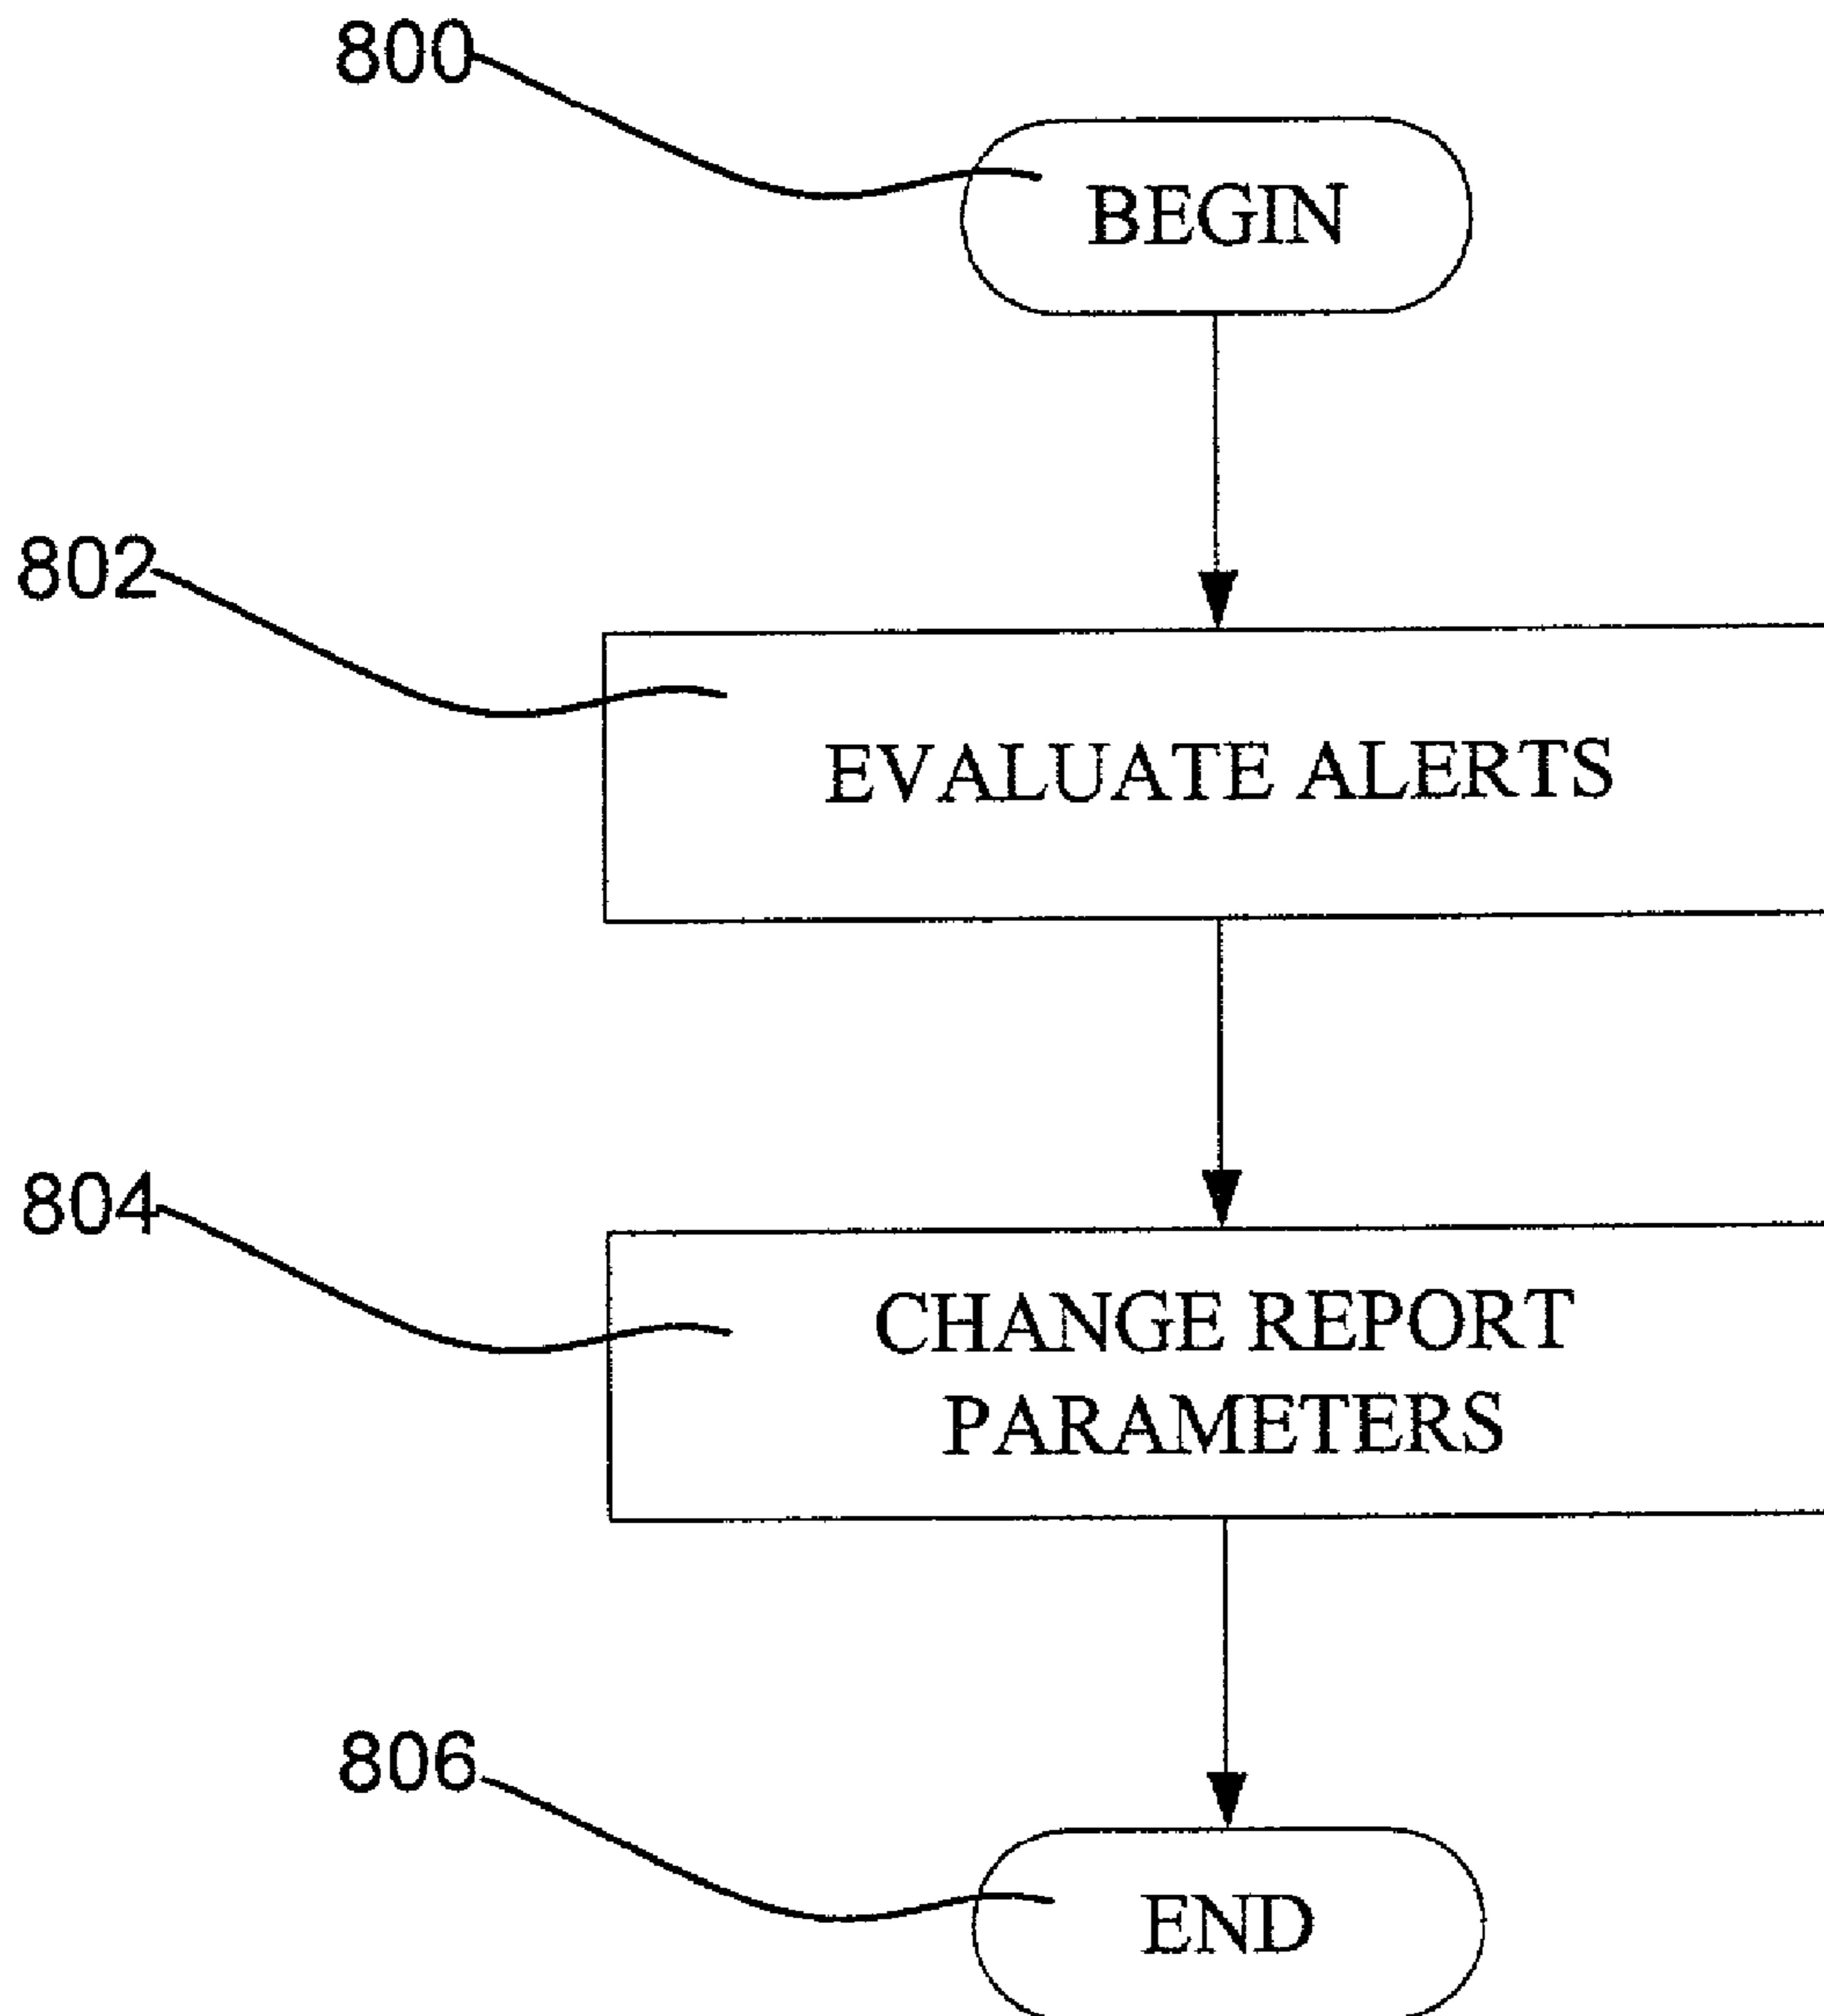 800
BEGIN
802
EVALUATE ALERTS
804
CHANGE REPORT
PARAMETERS
806
END